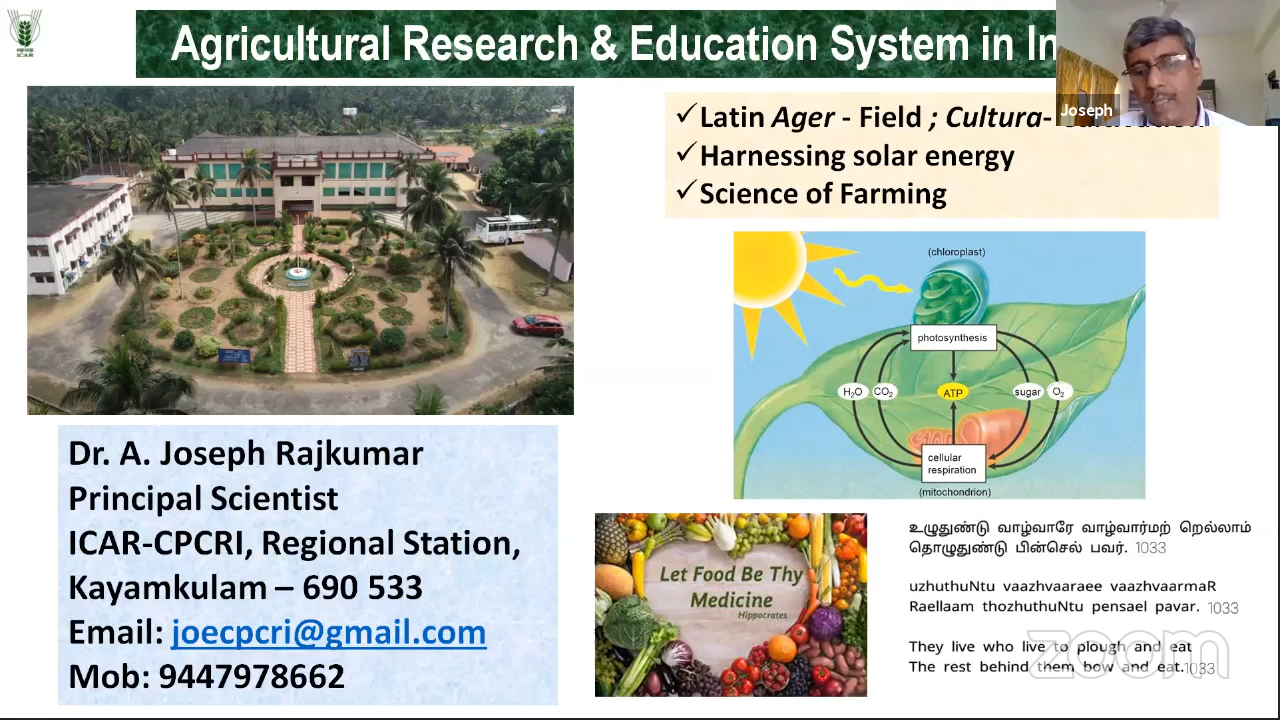 Agricultural Research & Education System in In
ICAR
Joseph
✓Latin Ager - Field ; Cultura-
✓Harnessing solar energy
✓Science of Farming
(chloroplast)
photosynthesis
H₂O CO₂ ATP sugar O₂
cellular
respiration
(mitochondrion)
Dr. A. Joseph Rajkumar
Principal Scientist
ICAR-CPCRI, Regional Station,
Kayamkulam – 690 533
Email: joecpcri@gmail.com
Mob: 9447978662
Let Food Be Thy
Medicine
Hippocrates
உழுதுண்டு வாழ்வாரே வாழ்வார்மற் றெல்லாம்
தொழுதுண்டு பின்செல் பவர். 1033
uzhuthuNtu vaazhvaaraee vaazhvaarmaR
Raellaam thozhuthuNtu pensael pavar. 1033
They live who live to plough and eat
The rest behind them bow and eat.1033
zoom